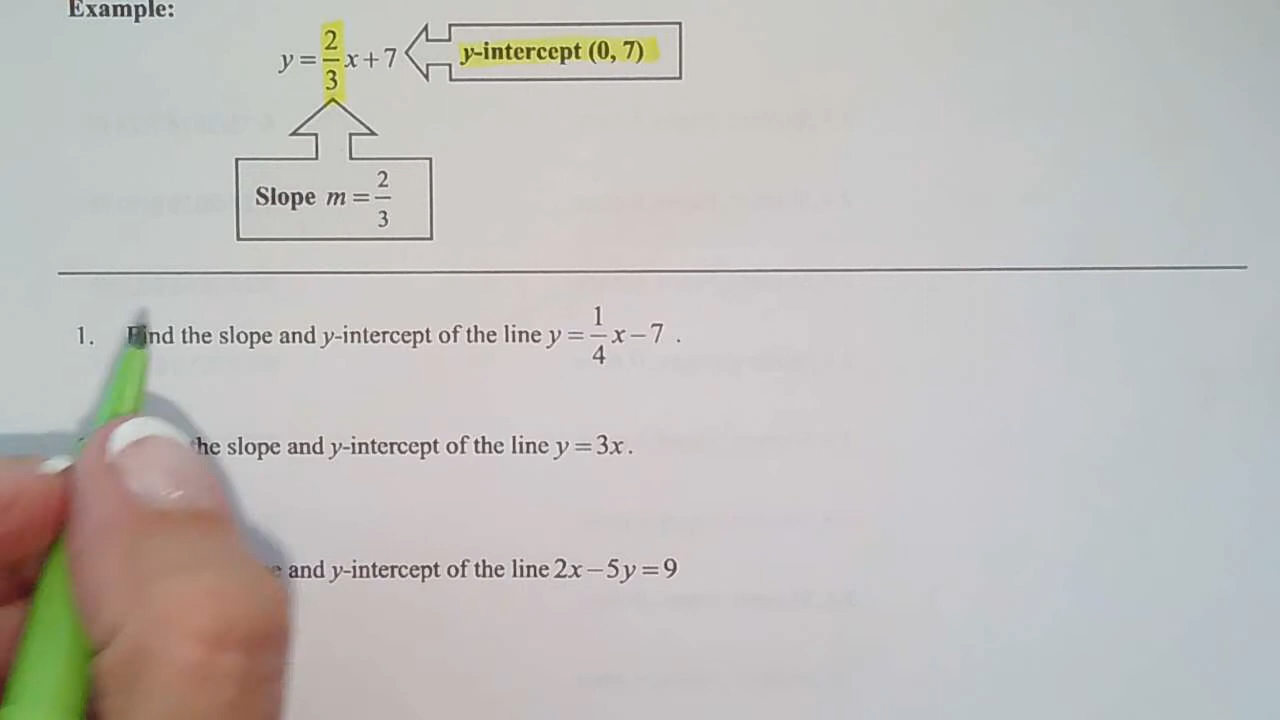 Example:
y = 2/3 x + 7
y-intercept (0, 7)
Slope m = 2/3
1. Find the slope and y-intercept of the line y = 1/4 x − 7 .
the slope and y-intercept of the line y = 3x.
and y-intercept of the line 2x − 5y = 9